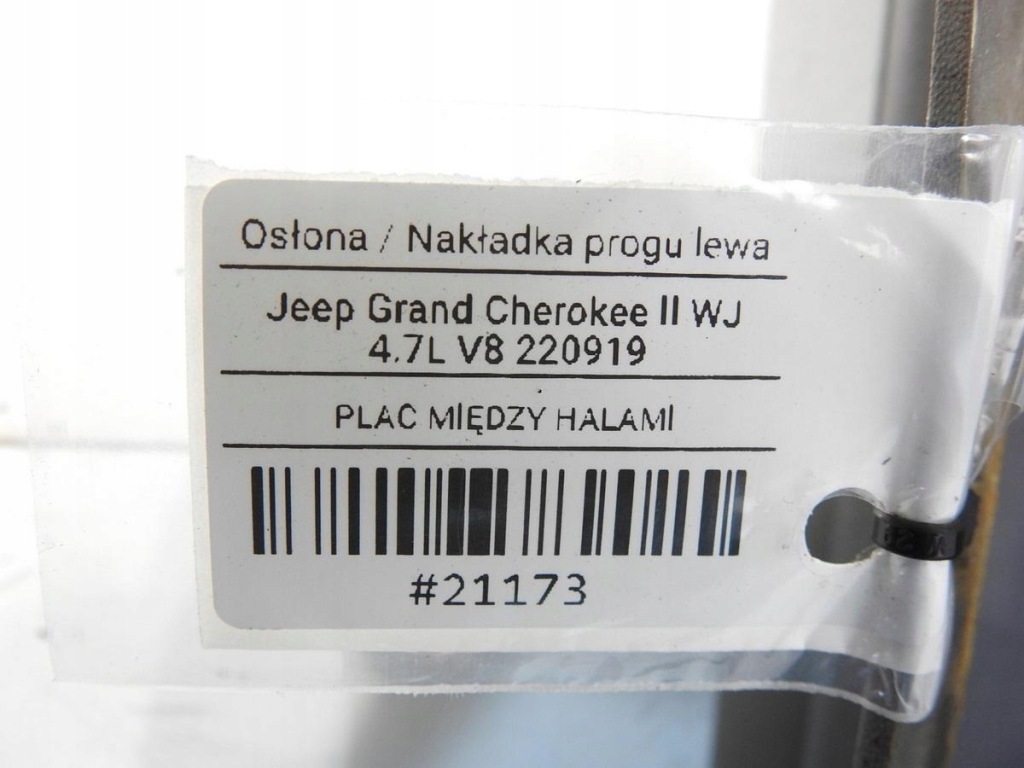 Osłona / Nakładka progu lewa
Jeep Grand Cherokee II WJ
4.7L V8 220919
PLAC MIĘDZY HALAMI
#21173